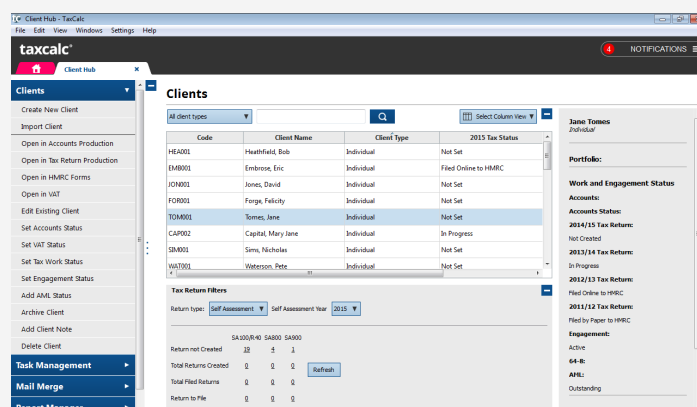 Client Hub - TaxCalc
File Edit View Windows Settings Help
taxcalc
4 NOTIFICATIONS
Client Hub ×
Clients
Create New Client
Import Client
Open in Accounts Production
Open in Tax Return Production
Open in HMRC Forms
Open in VAT
Edit Existing Client
Set Accounts Status
Set VAT Status
Set Tax Work Status
Set Engagement Status
Add AML Status
Archive Client
Add Client Note
Delete Client
Task Management
Mail Merge
Report Manager
Clients
All client types
Select Column View
Code Client Name Client Type 2015 Tax Status
HEA001 Heathfield, Bob Individual Not Set
EMB001 Embrose, Eric Individual Filed Online to HMRC
JON001 Jones, David Individual Not Set
FOR001 Forge, Felicity Individual Not Set
TOM001 Tomes, Jane Individual Not Set
CAP002 Capital, Mary Jane Individual In Progress
SIM001 Sims, Nicholas Individual Not Set
WAT001 Waterson, Pete Individual Not Set
Tax Return Filters
Return type: Self Assessment Self Assessment Year 2015
SA100/R40 SA800 SA900
Return not Created 19 4 1
Total Returns Created 0 0 0
Refresh
Total Filed Returns 0 0 0
Return to File 0 0 0
Jane Tomes
Individual
Portfolio:
Work and Engagement Status
Accounts:
Accounts Status:
2014/15 Tax Return:
Not Created
2013/14 Tax Return:
In Progress
2012/13 Tax Return:
Filed Online to HMRC
2011/12 Tax Return:
Filed by Paper to HMRC
Engagement:
Active
64-8:
AML:
Outstanding